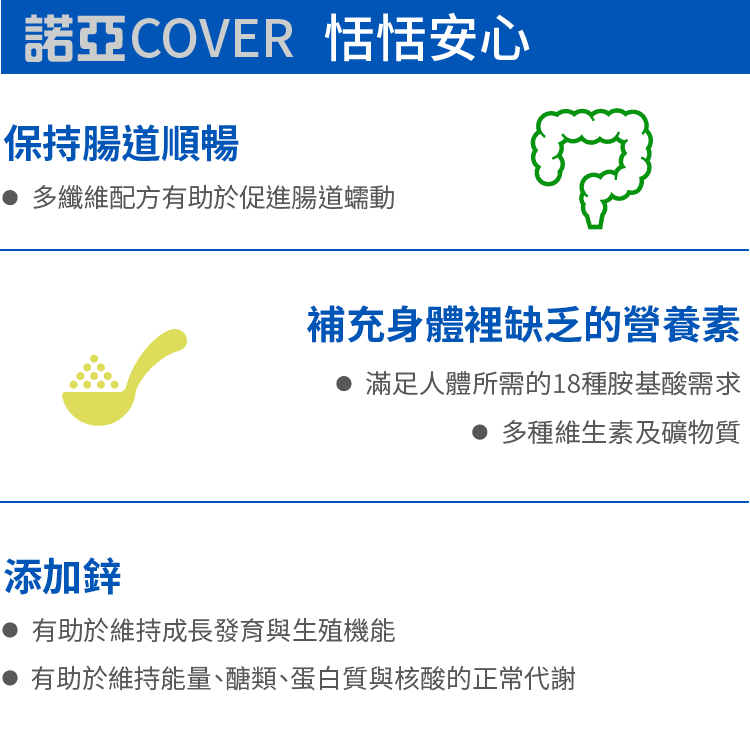 諾亞COVER 恬恬安心
保持腸道順暢
● 多纖維配方有助於促進腸道蠕動
補充身體裡缺乏的營養素
● 滿足人體所需的18種胺基酸需求
● 多種維生素及礦物質
添加鋅
● 有助於維持成長發育與生殖機能
● 有助於維持能量、醣類、蛋白質與核酸的正常代謝